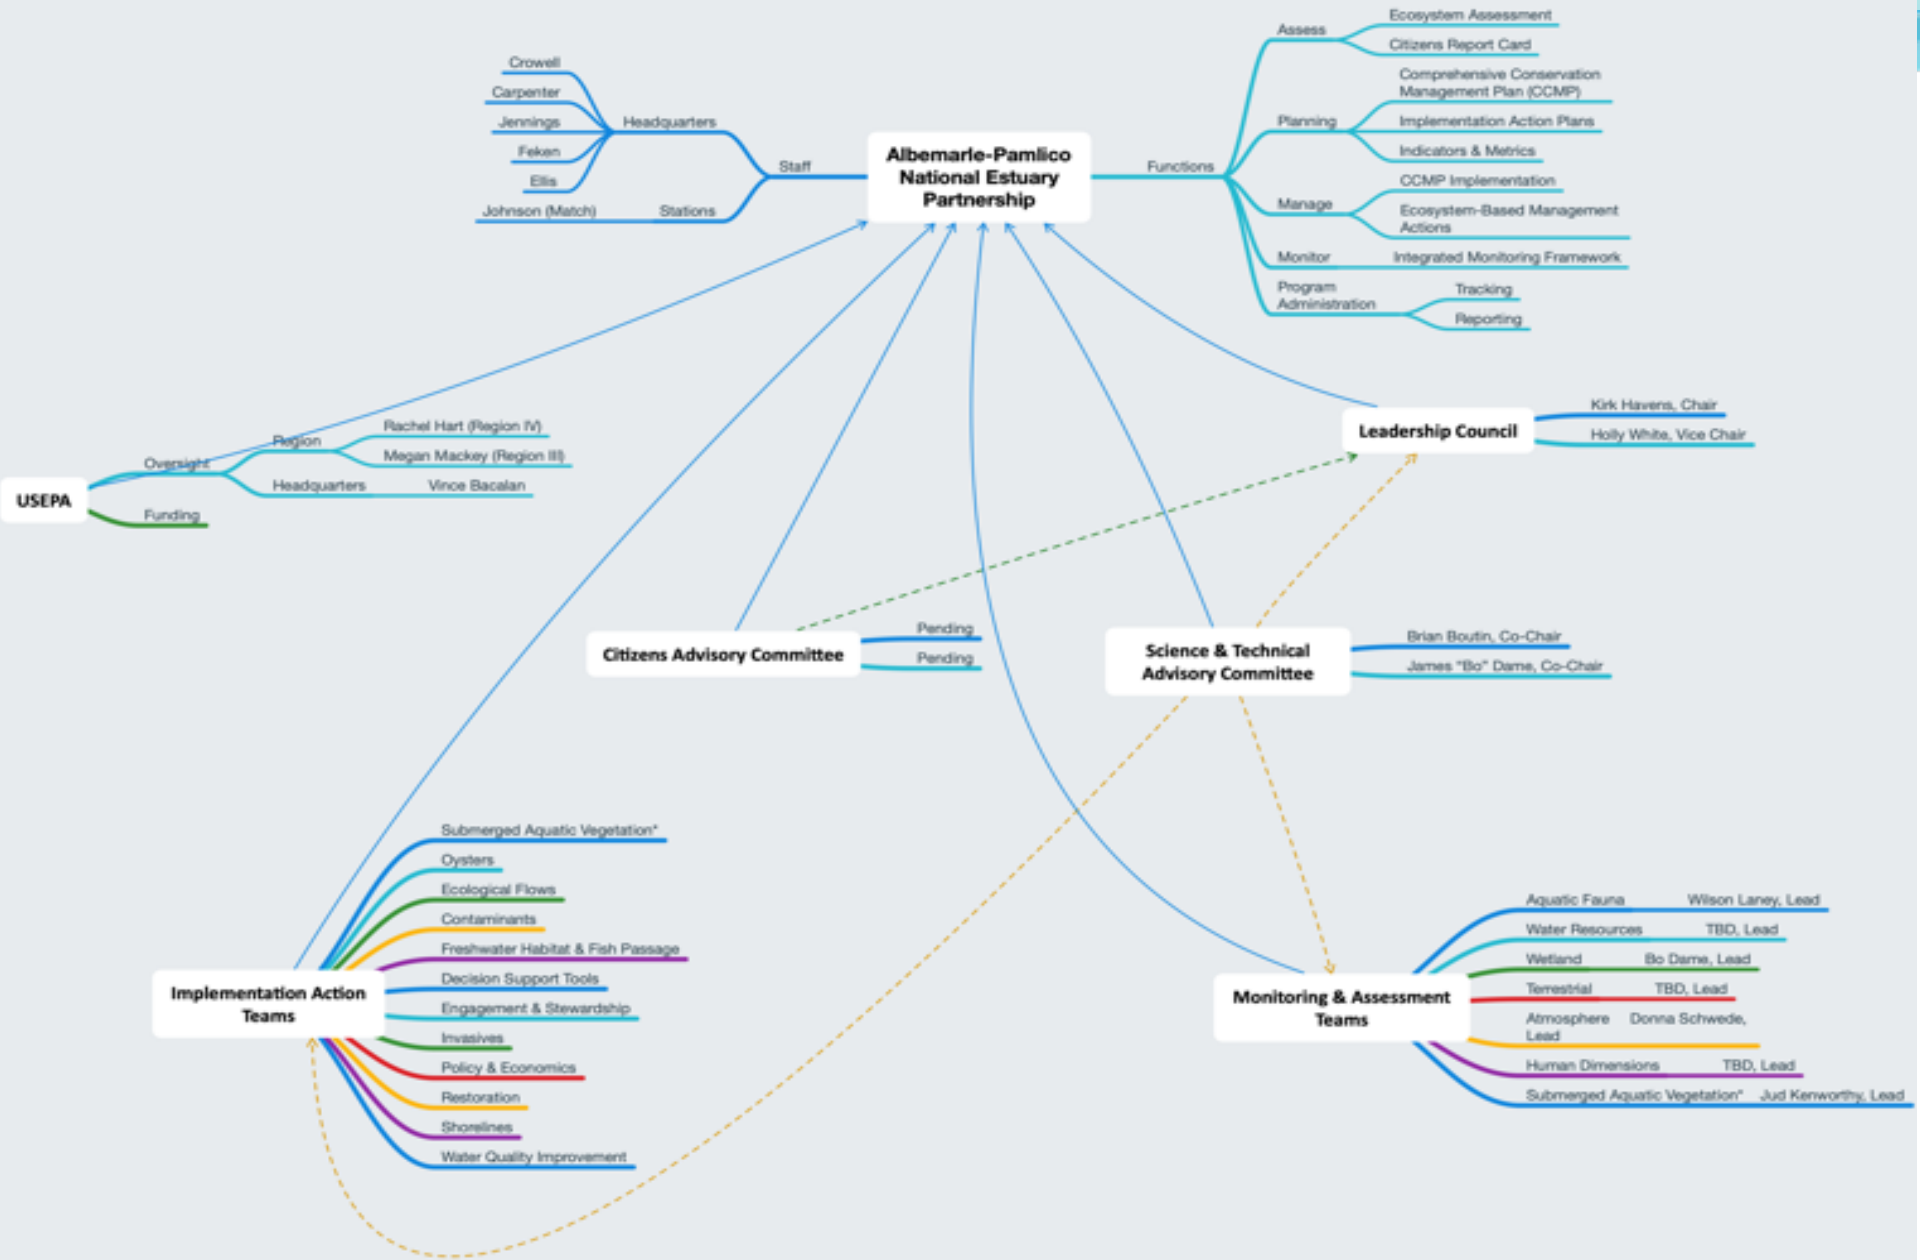 Albemarle-Pamlico
National Estuary
Partnership
Staff
Headquarters
Crowell
Carpenter
Jennings
Feken
Ellis
Stations
Johnson (Match)
Functions
Assess
Ecosystem Assessment
Citizens Report Card
Planning
Comprehensive Conservation
Management Plan (CCMP)
Implementation Action Plans
Indicators & Metrics
Manage
CCMP Implementation
Ecosystem-Based Management
Actions
Monitor
Integrated Monitoring Framework
Program
Administration
Tracking
Reporting
Leadership Council
Kirk Havens, Chair
Holly White, Vice Chair
USEPA
Oversight
Region
Rachel Hart (Region IV)
Megan Mackey (Region III)
Headquarters
Vince Bacalan
Funding
Citizens Advisory Committee
Pending
Pending
Science & Technical
Advisory Committee
Brian Boutin, Co-Chair
James "Bo" Dame, Co-Chair
Implementation Action
Teams
Submerged Aquatic Vegetation*
Oysters
Ecological Flows
Contaminants
Freshwater Habitat & Fish Passage
Decision Support Tools
Engagement & Stewardship
Invasives
Policy & Economics
Restoration
Shorelines
Water Quality Improvement
Monitoring & Assessment
Teams
Aquatic Fauna Wilson Laney, Lead
Water Resources TBD, Lead
Wetland Bo Dame, Lead
Terrestrial TBD, Lead
Atmosphere Donna Schwede,
Lead
Human Dimensions TBD, Lead
Submerged Aquatic Vegetation* Jud Kenworthy, Lead